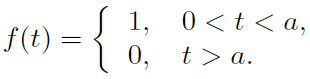 f(t) = { 1, 0 < t < a,
0, t > a.